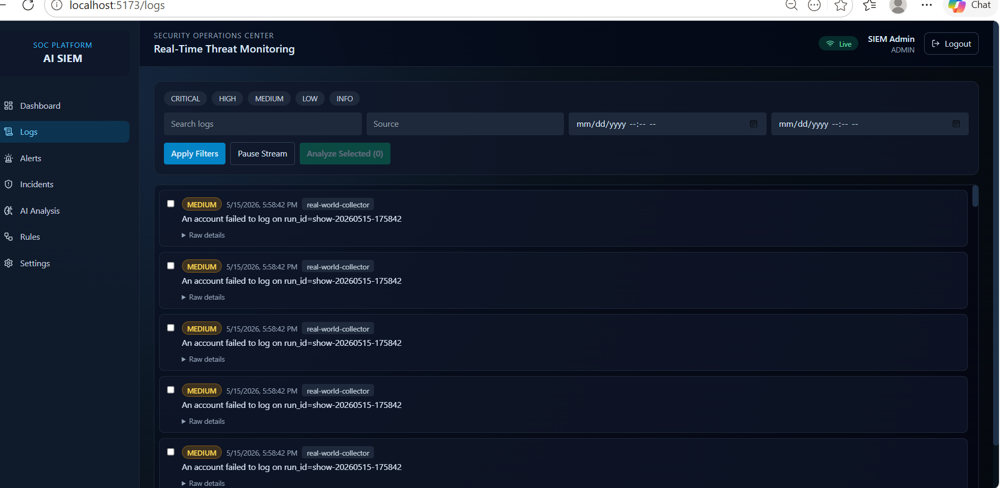 localhost:5173/logs
Chat
SOC PLATFORM
AI SIEM
Dashboard
Logs
Alerts
Incidents
AI Analysis
Rules
Settings
SECURITY OPERATIONS CENTER
Real-Time Threat Monitoring
Live
SIEM Admin
ADMIN
Logout
CRITICAL HIGH MEDIUM LOW INFO
Search logs Source mm/dd/yyyy --:-- -- mm/dd/yyyy --:-- --
Apply Filters Pause Stream Analyze Selected (0)
MEDIUM 5/15/2026, 5:58:42 PM real-world-collector
An account failed to log on run_id=show-20260515-175842
Raw details
MEDIUM 5/15/2026, 5:58:42 PM real-world-collector
An account failed to log on run_id=show-20260515-175842
Raw details
MEDIUM 5/15/2026, 5:58:42 PM real-world-collector
An account failed to log on run_id=show-20260515-175842
Raw details
MEDIUM 5/15/2026, 5:58:42 PM real-world-collector
An account failed to log on run_id=show-20260515-175842
Raw details
MEDIUM 5/15/2026, 5:58:42 PM real-world-collector
An account failed to log on run_id=show-20260515-175842
Raw details